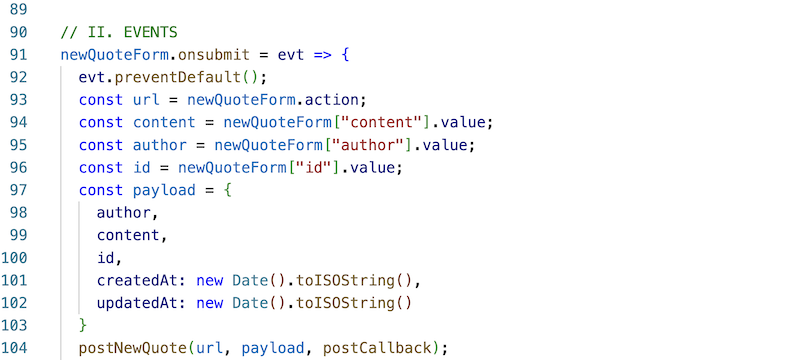 89
90 // II. EVENTS
91 newQuoteForm.onsubmit = evt => {
92 evt.preventDefault();
93 const url = newQuoteForm.action;
94 const content = newQuoteForm["content"].value;
95 const author = newQuoteForm["author"].value;
96 const id = newQuoteForm["id"].value;
97 const payload = {
98 author,
99 content,
100 id,
101 createdAt: new Date().toISOString(),
102 updatedAt: new Date().toISOString()
103 }
104 postNewQuote(url, payload, postCallback);